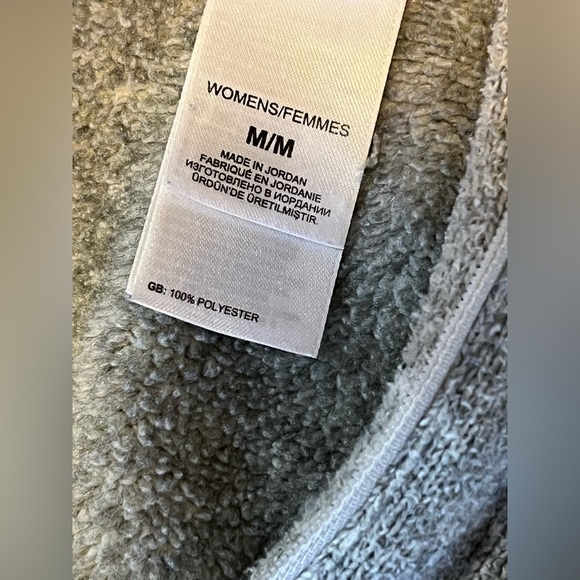 WOMENS/FEMMES
M/M
MADE IN JORDAN
FABRIQUÉ EN JORDANIE
ИЗГОТОВЛЕНО В ИОРДАНИИ
ÜRDÜN'DE ÜRETILMIŞTIR.
GB: 100% POLYESTER